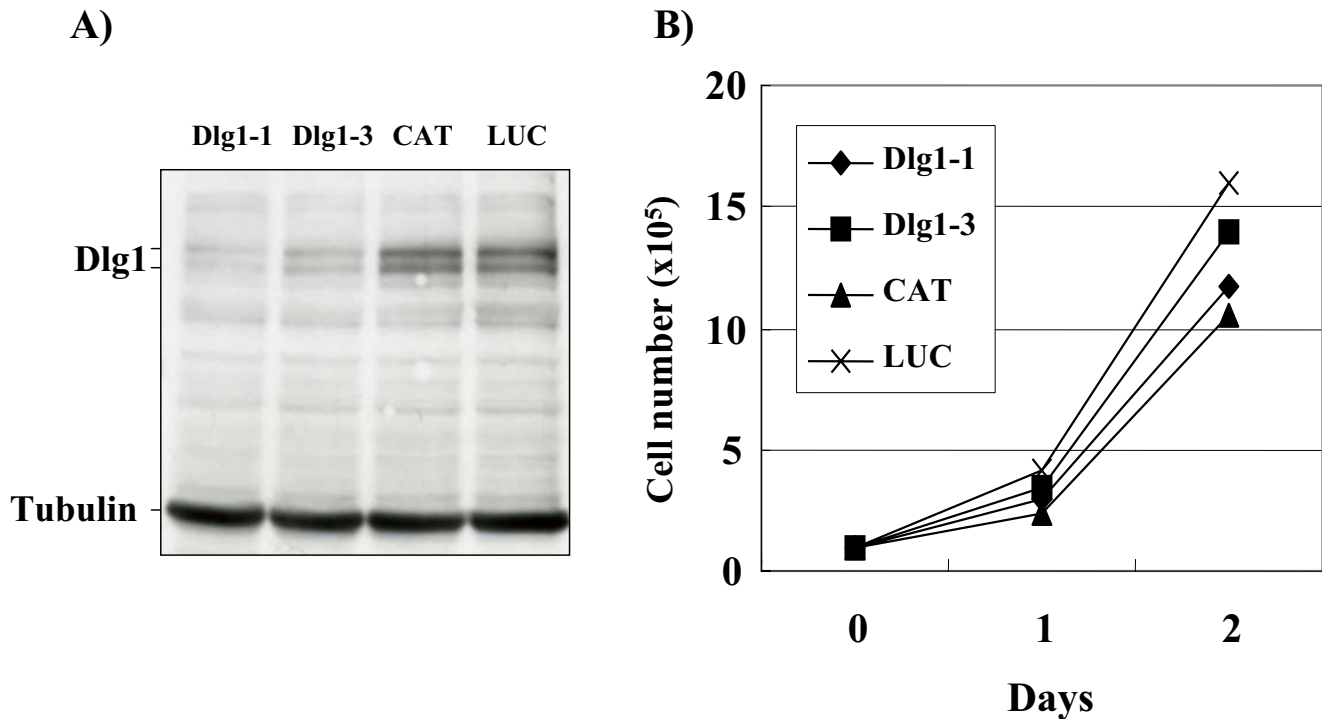 A)
Dlg1-1 Dlg1-3 CAT LUC
Dlg1
Tubulin
B)
Cell number (x10⁵)
20
15
10
5
0
Dlg1-1
Dlg1-3
CAT
LUC
0 1 2
Days